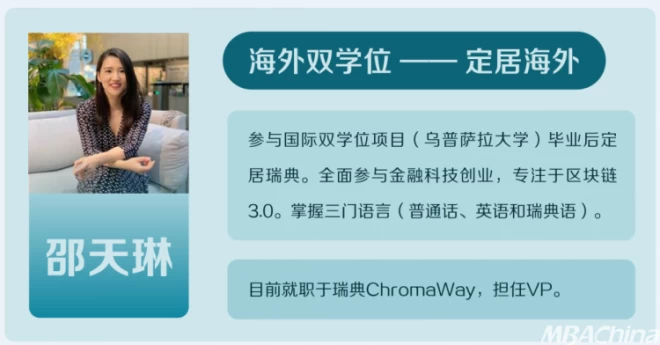 海外双学位 —— 定居海外
参与国际双学位项目（乌普萨拉大学）毕业后定
居瑞典。全面参与金融科技创业，专注于区块链
3.0。掌握三门语言（普通话、英语和瑞典语）。
邵天琳
目前就职于瑞典ChromaWay，担任VP。
MBAChina